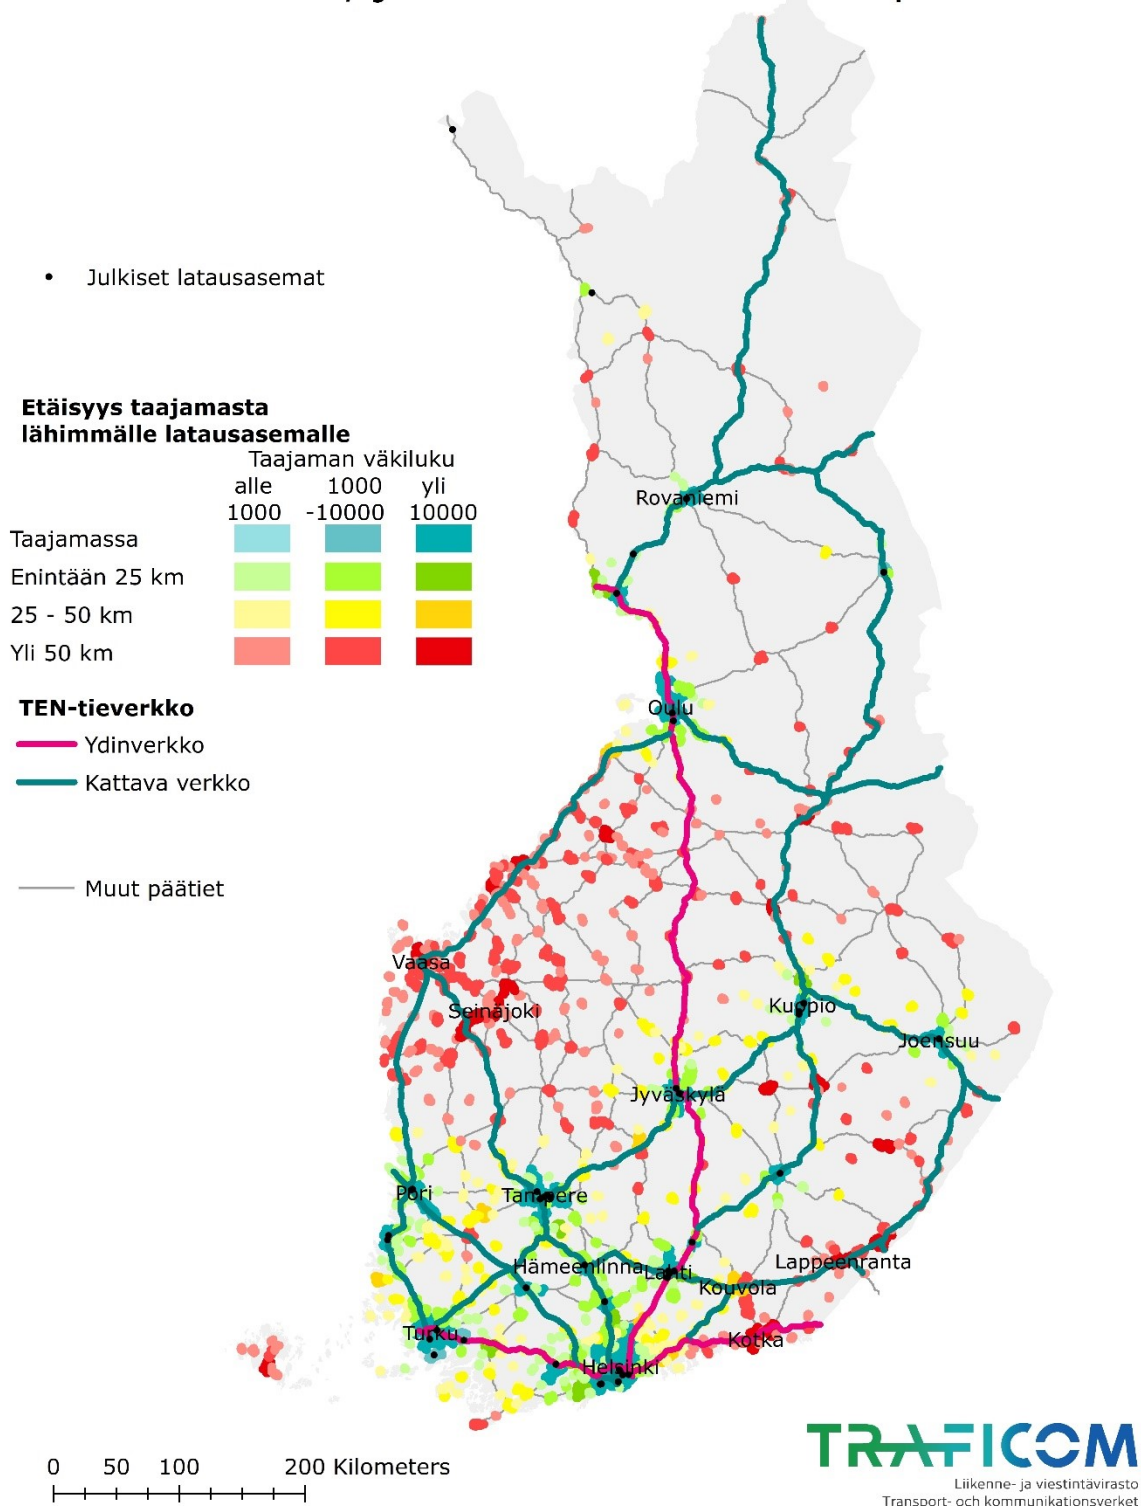 • Julkiset latausasemat
Etäisyys taajamasta
lähimmälle latausasemalle
Taajaman väkiluku
alle 1000 yli
1000 -10000 10000
Taajamassa
Enintään 25 km
25 - 50 km
Yli 50 km
TEN-tieverkko
Ydinverkko
Kattava verkko
Muut päätiet
Rovaniemi
Oulu
Vaasa
Seinäjoki
Kuopio
Joensuu
Jyväskylä
Pori
Tampere
Hämeenlinna
Lahti
Kouvola
Lappeenranta
Turku
Kotka
Helsinki
0 50 100 200 Kilometers
TRAFICOM
Liikenne- ja viestintävirasto
Transport- och kommunikationsverket